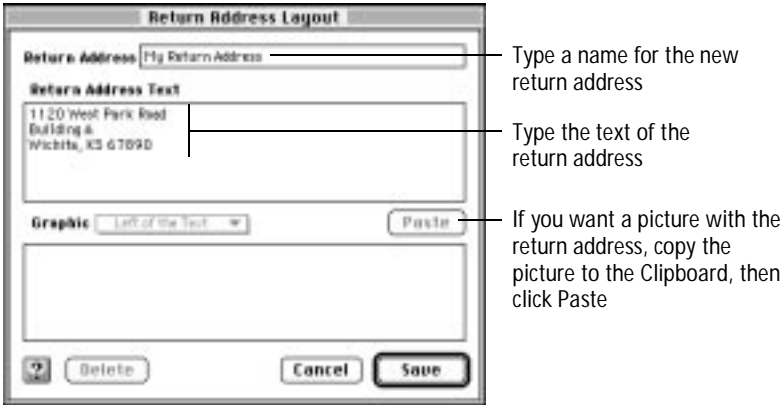 Return Address Layout
Return Address My Return Address
Type a name for the new
return address
Return Address Text
1120 West Park Road
Building A
Wichita, KS 67890
Type the text of the
return address
Graphic Left of the Text Paste
If you want a picture with the
return address, copy the
picture to the Clipboard, then
click Paste
? Delete Cancel Save